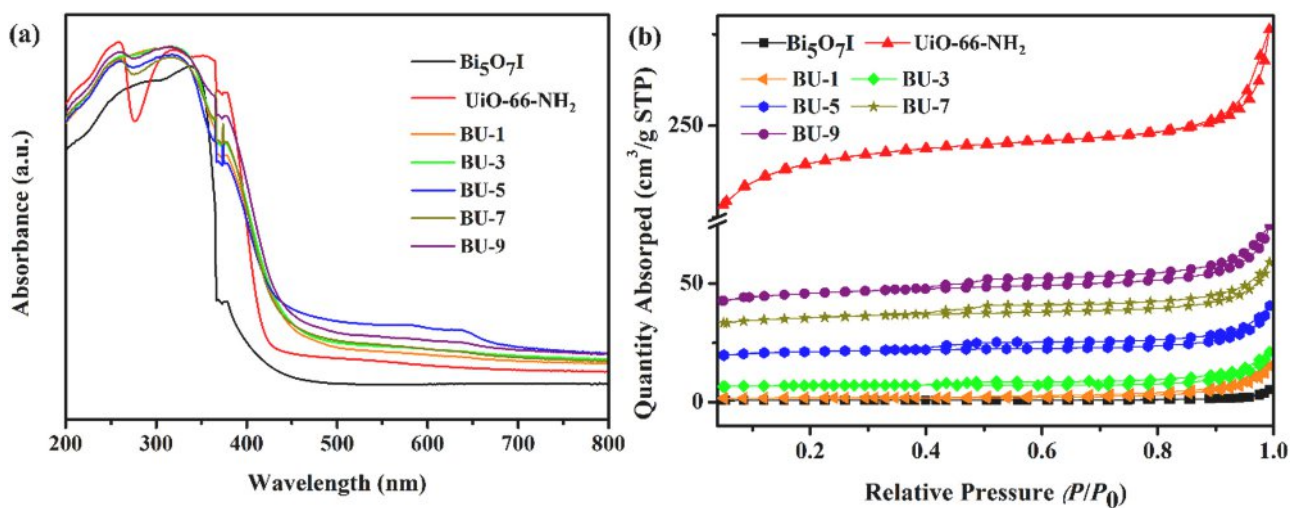 (a)
Bi5O7I
UiO-66-NH2
BU-1
BU-3
BU-5
BU-7
BU-9
Absorbance (a.u.)
200 300 400 500 600 700 800
Wavelength (nm)
(b)
Bi5O7I UiO-66-NH2
BU-1 BU-3
BU-5 BU-7
BU-9
Quantity Absorped (cm3/g STP)
250
50
0
0.2 0.4 0.6 0.8 1.0
Relative Pressure (P/P0)